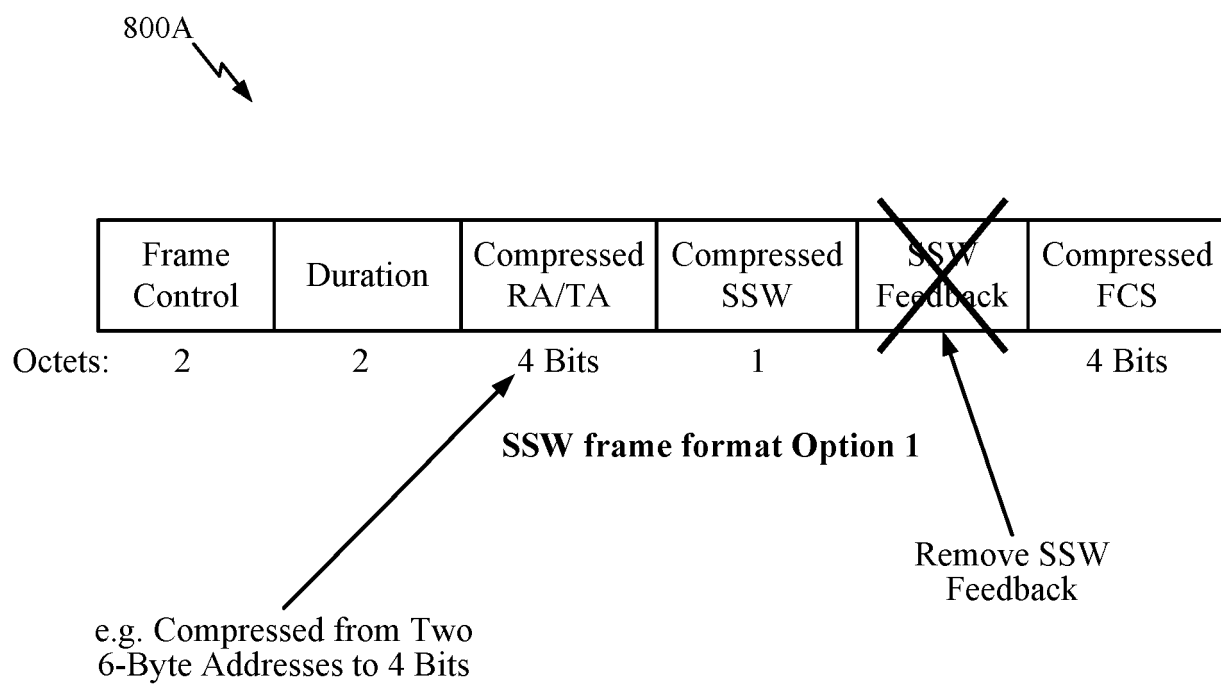 800A
Frame
Control
Duration
Compressed
RA/TA
Compressed
SSW
SSW
Feedback
Compressed
FCS
Octets: 2 2 4 Bits 1 4 Bits
SSW frame format Option 1
Remove SSW
Feedback
e.g. Compressed from Two
6-Byte Addresses to 4 Bits